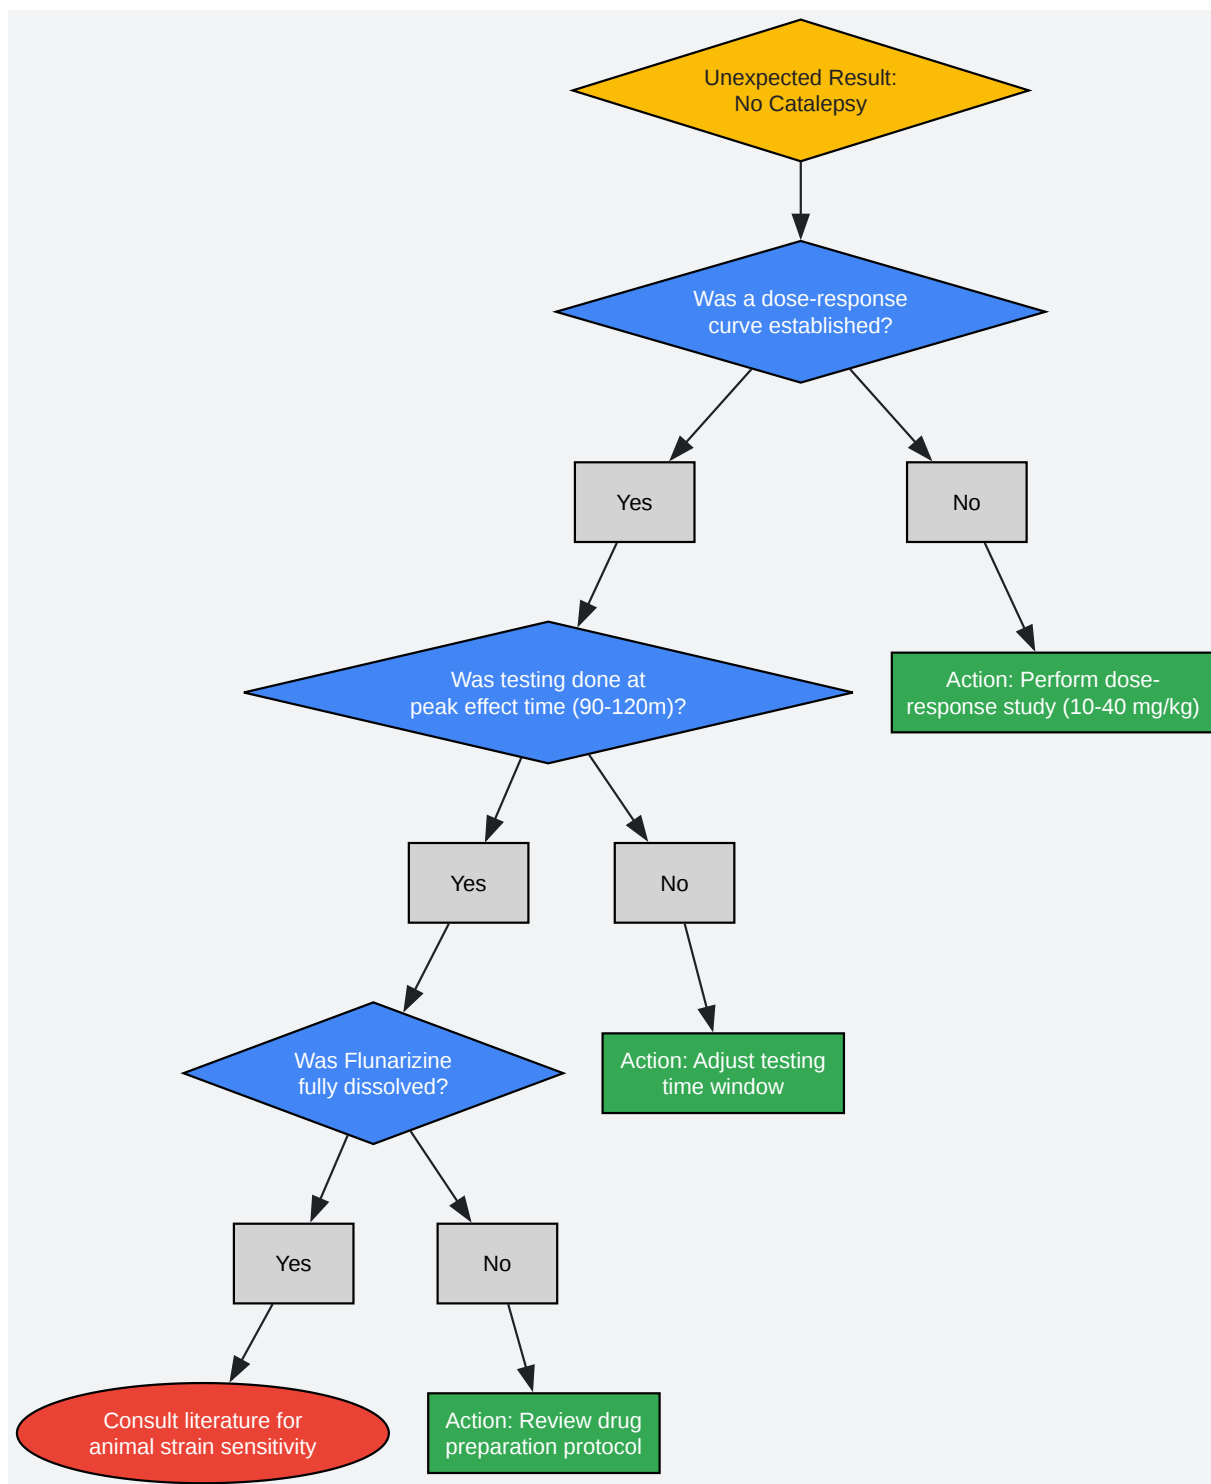 Unexpected Result:
No Catalepsy
Was a dose-response
curve established?
Yes
No
Was testing done at
peak effect time (90-120m)?
Action: Perform dose-
response study (10-40 mg/kg)
Yes
No
Was Flunarizine
fully dissolved?
Action: Adjust testing
time window
Yes
No
Consult literature for
animal strain sensitivity
Action: Review drug
preparation protocol